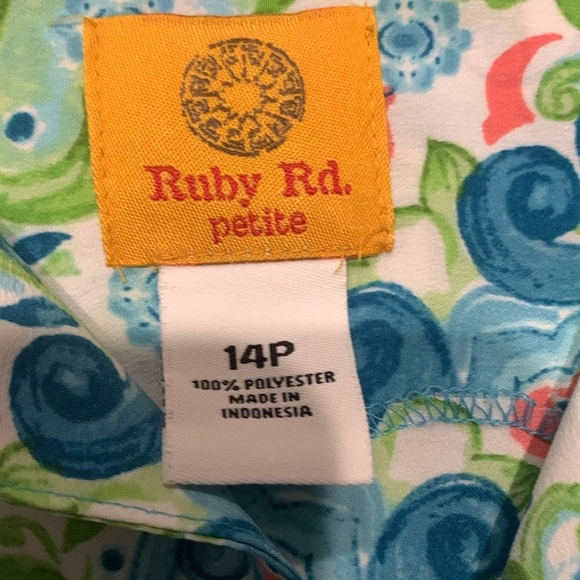 Ruby Rd.
petite
14P
100% POLYESTER
MADE IN
INDONESIA